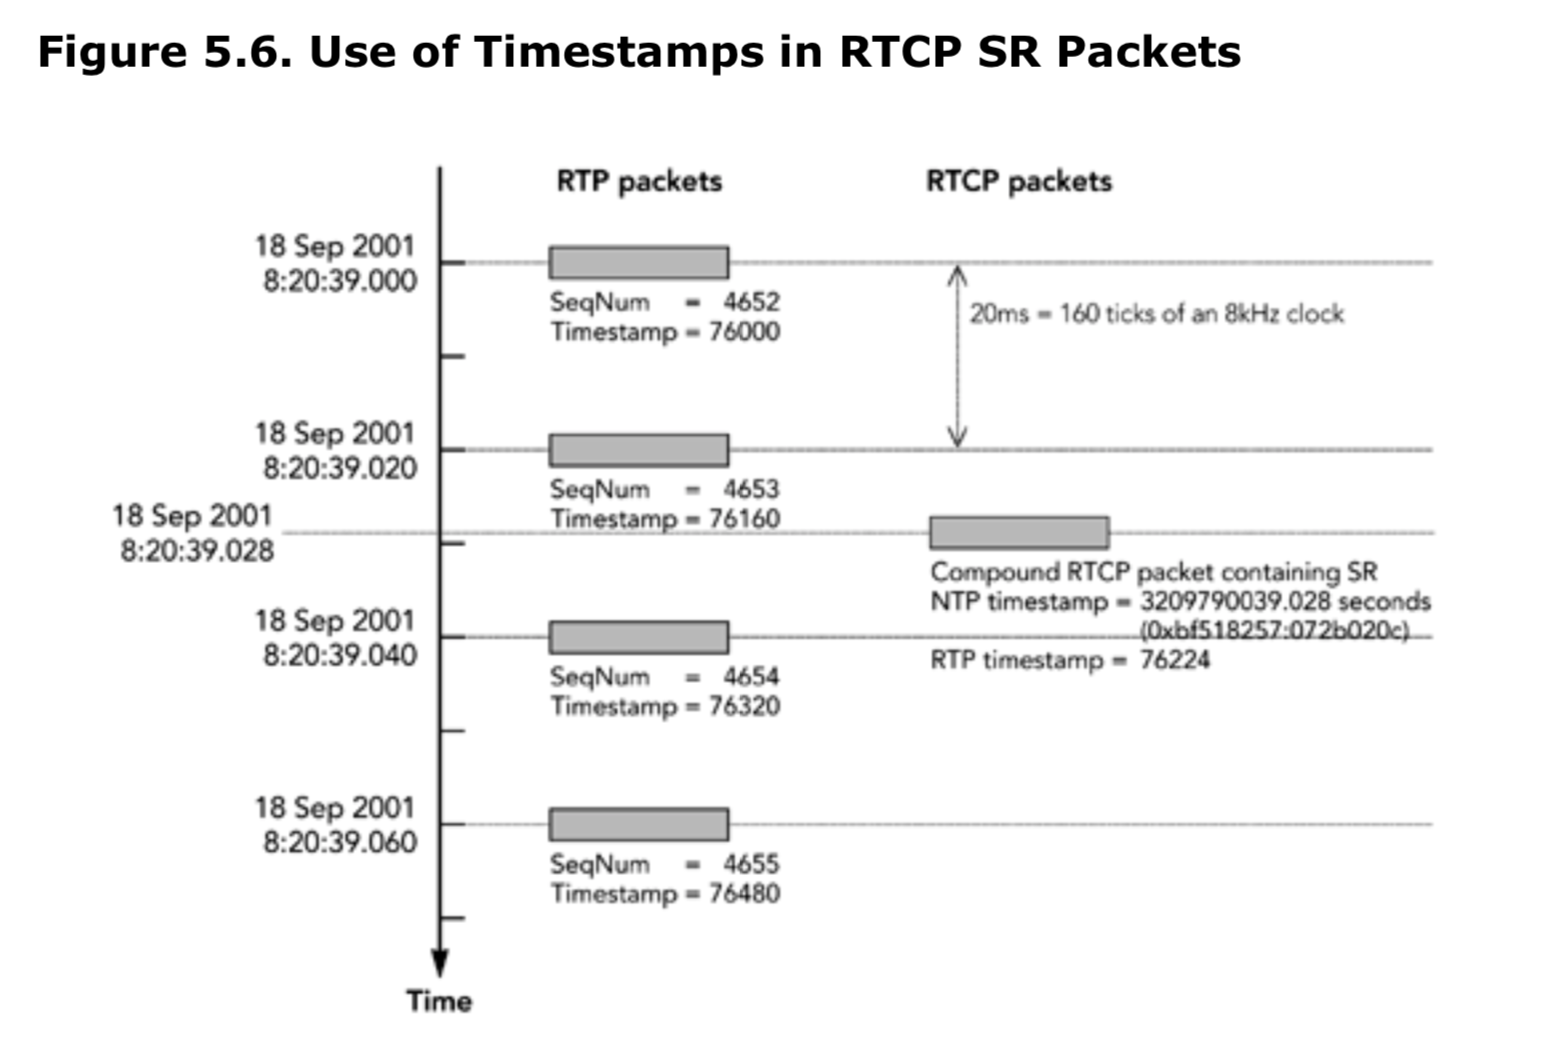 Figure 5.6. Use of Timestamps in RTCP SR Packets
RTP packets
RTCP packets
18 Sep 2001
8:20:39.000
SeqNum = 4652
Timestamp = 76000
20ms = 160 ticks of an 8kHz clock
18 Sep 2001
8:20:39.020
SeqNum = 4653
Timestamp = 76160
18 Sep 2001
8:20:39.028
Compound RTCP packet containing SR
NTP timestamp = 3209790039.028 seconds
(0xbf518257:072b020c)
RTP timestamp = 76224
18 Sep 2001
8:20:39.040
SeqNum = 4654
Timestamp = 76320
18 Sep 2001
8:20:39.060
SeqNum = 4655
Timestamp = 76480
Time